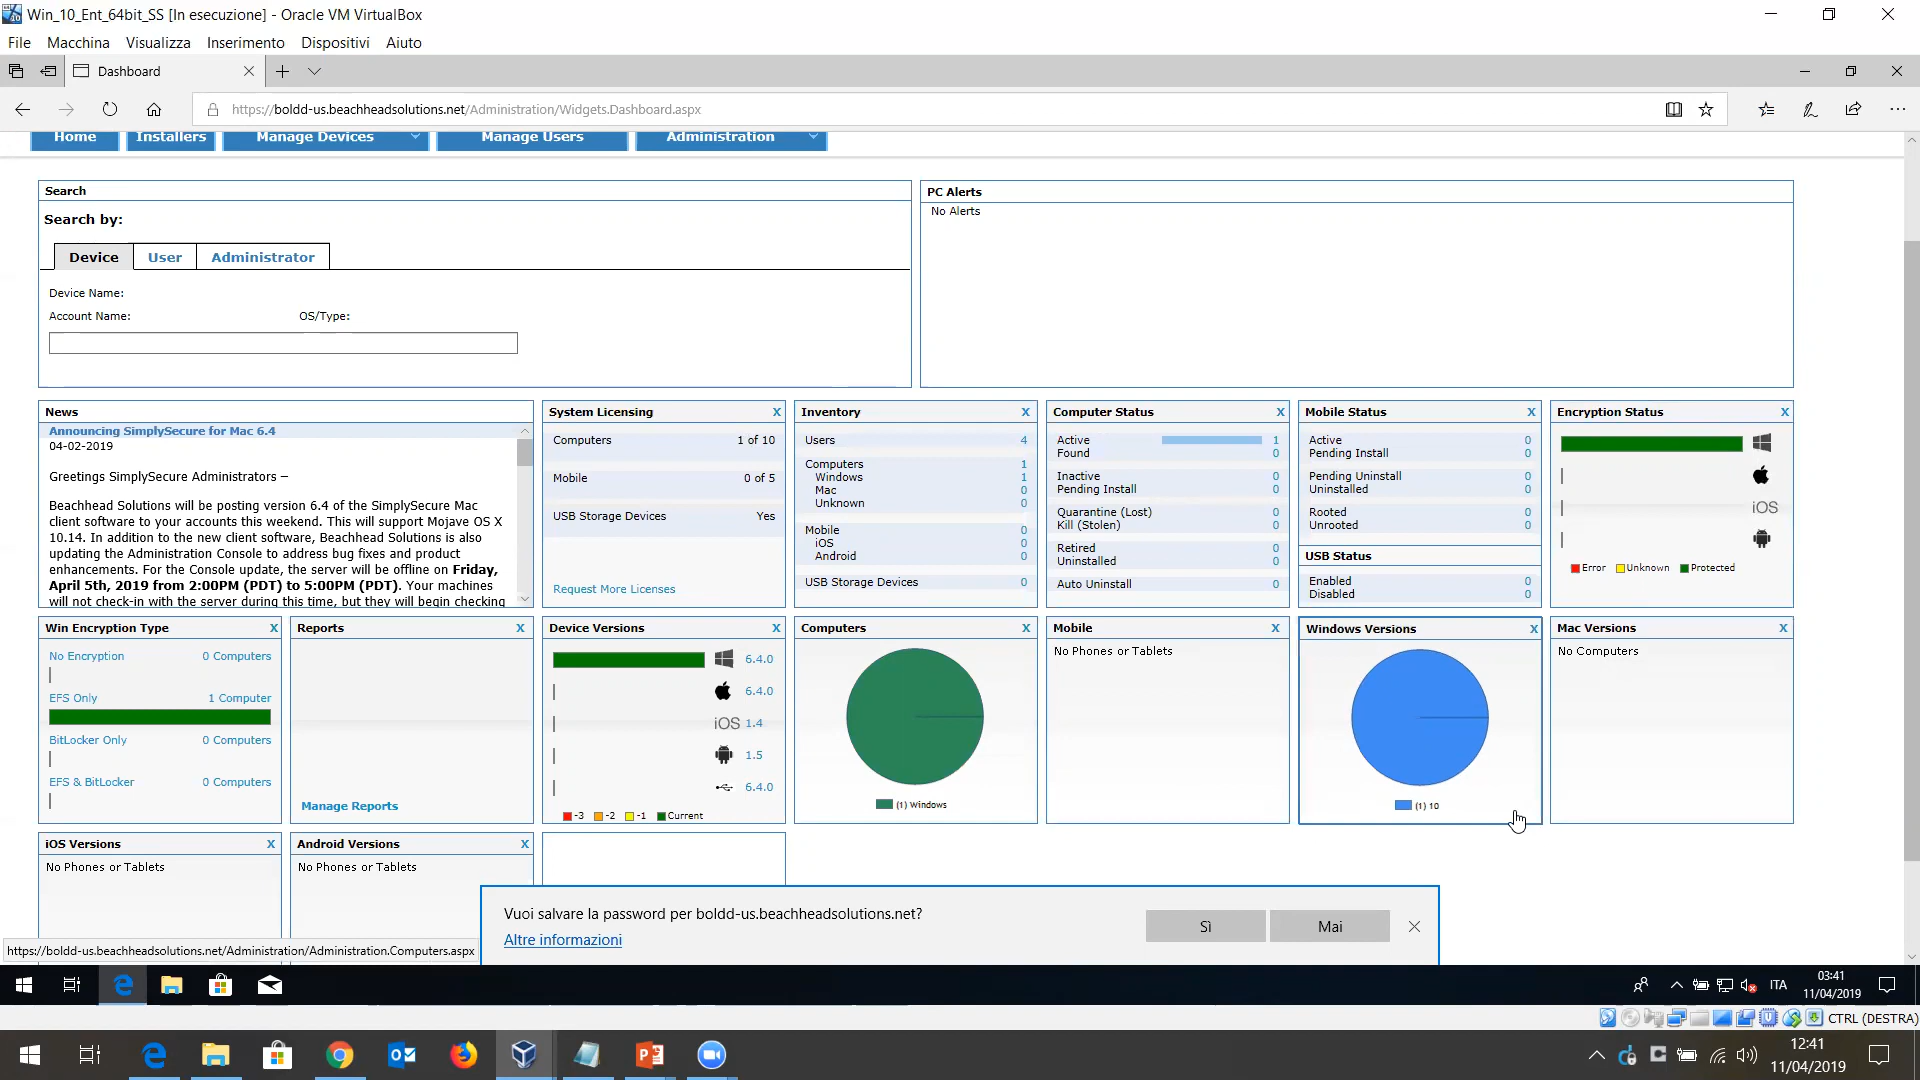 Win_10_Ent_64bit_SS [In esecuzione] - Oracle VM VirtualBox
File Macchina Visualizza Inserimento Dispositivi Aiuto
Dashboard
https://boldd-us.beachheadsolutions.net/Administration/Widgets.Dashboard.aspx
Home Installers Manage Devices Manage Users Administration
Search
Search by:
Device User Administrator
Device Name:
Account Name: OS/Type:
PC Alerts
No Alerts
News
Announcing SimplySecure for Mac 6.4
04-02-2019
Greetings SimplySecure Administrators –
Beachhead Solutions will be posting version 6.4 of the SimplySecure Mac
client software to your accounts this weekend. This will support Mojave OS X
10.14. In addition to the new client software, Beachhead Solutions is also
updating the Administration Console to address bug fixes and product
enhancements. For the Console update, the server will be offline on Friday,
April 5th, 2019 from 2:00PM (PDT) to 5:00PM (PDT). Your machines
will not check-in with the server during this time, but they will begin checking
System Licensing X
Computers 1 of 10
Mobile 0 of 5
USB Storage Devices Yes
Request More Licenses
Inventory X
Users 4
Computers 1
Windows 1
Mac 0
Unknown 0
Mobile 0
iOS 0
Android 0
USB Storage Devices 0
Computer Status X
Active 1
Found 0
Inactive 0
Pending Install 0
Quarantine (Lost) 0
Kill (Stolen) 0
Retired 0
Uninstalled 0
Auto Uninstall 0
Mobile Status X
Active 0
Pending Install 0
Pending Uninstall 0
Uninstalled 0
Rooted 0
Unrooted 0
USB Status
Enabled 0
Disabled 0
Encryption Status X
iOS
Error Unknown Protected
Win Encryption Type X
No Encryption 0 Computers
EFS Only 1 Computer
BitLocker Only 0 Computers
EFS & BitLocker 0 Computers
Reports X
Manage Reports
Device Versions X
6.4.0
6.4.0
iOS 1.4
1.5
6.4.0
-3 -2 -1 Current
Computers X
(1) Windows
Mobile X
No Phones or Tablets
Windows Versions X
(1) 10
Mac Versions X
No Computers
iOS Versions X
No Phones or Tablets
Android Versions X
No Phones or Tablets
Vuoi salvare la password per boldd-us.beachheadsolutions.net?
Altre informazioni
Sì Mai
https://boldd-us.beachheadsolutions.net/Administration/Administration.Computers.aspx
ITA
03:41
11/04/2019
CTRL (DESTRA)
12:41
11/04/2019